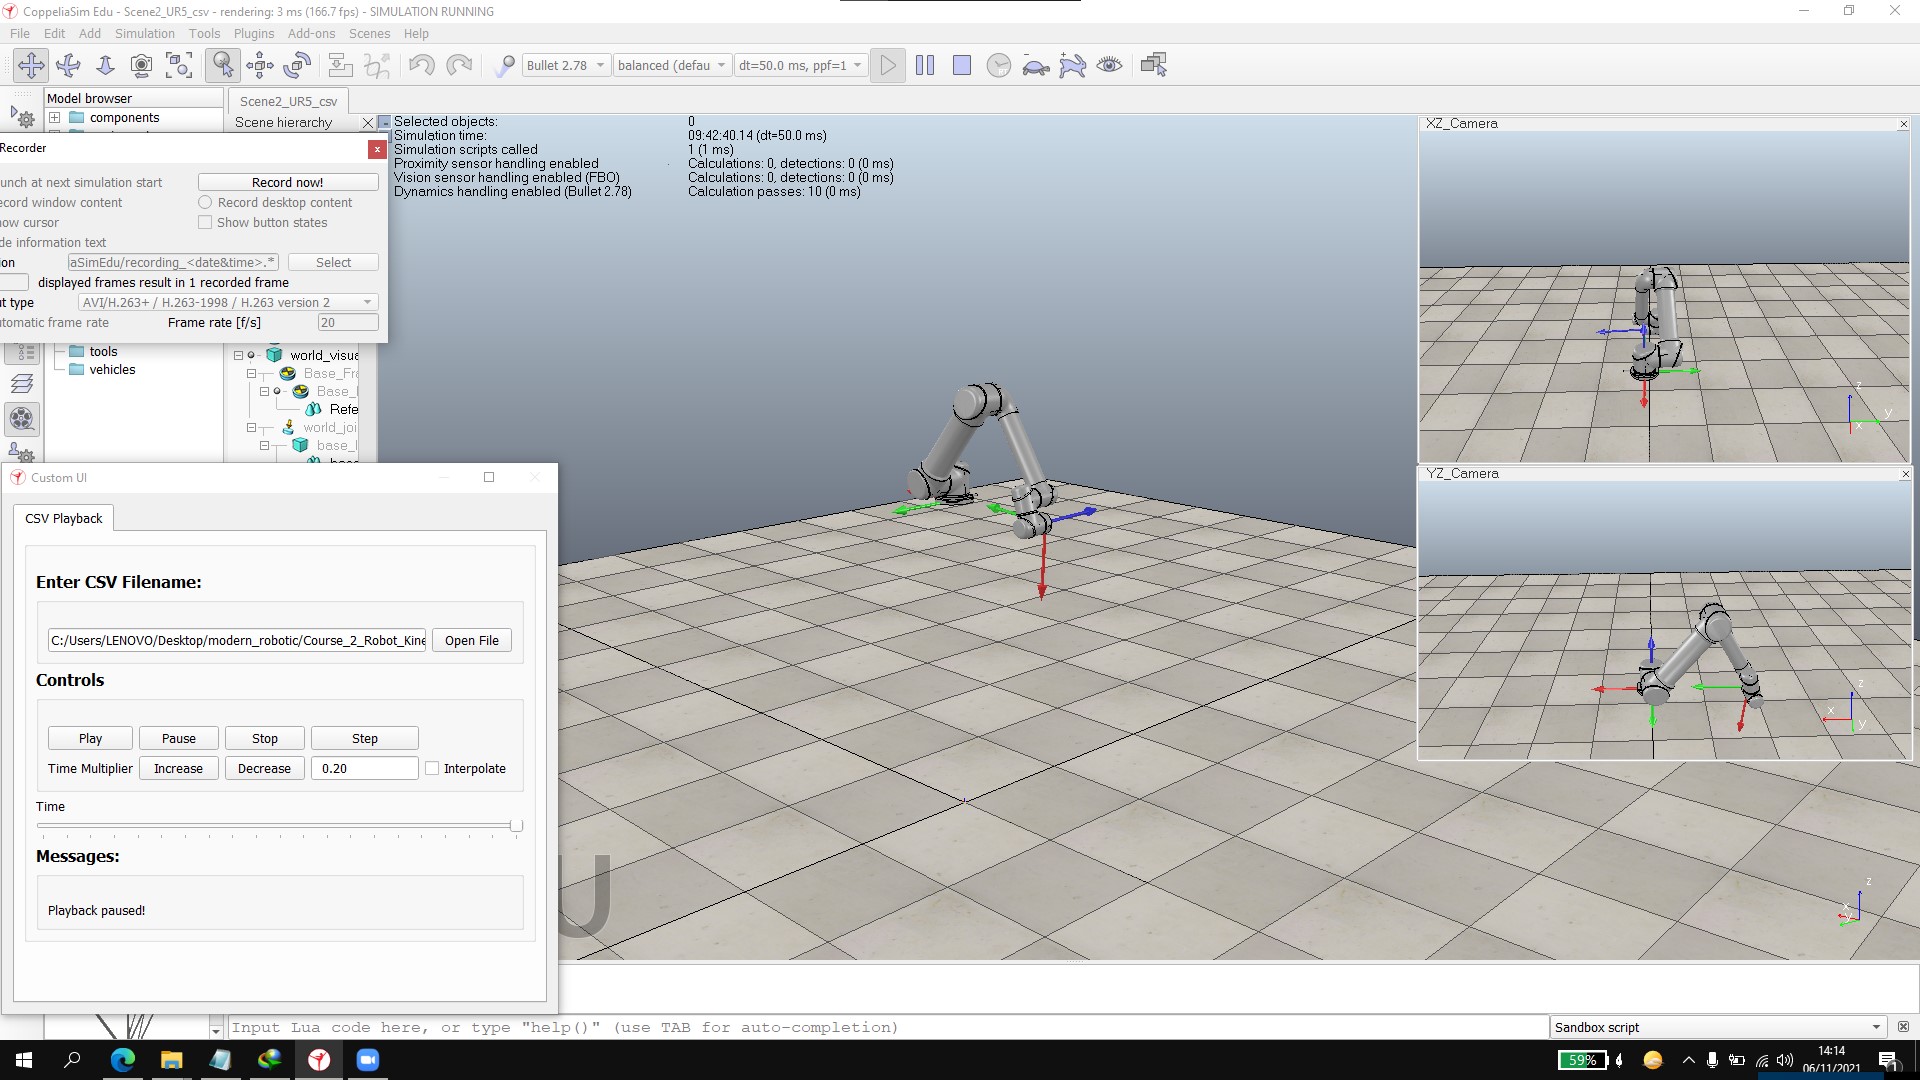 CoppeliaSim Edu - Scene2_UR5_csv - rendering: 3 ms (166.7 fps) - SIMULATION RUNNING
File Edit Add Simulation Tools Plugins Add-ons Scenes Help
Bullet 2.78 balanced (defau dt=50.0 ms, ppf=1
Model browser
components
Scene2_UR5_csv
Scene hierarchy
Selected objects: 0
Simulation time: 09:42:40.14 (dt=50.0 ms)
Simulation scripts called 1 (1 ms)
Proximity sensor handling enabled Calculations: 0, detections: 0 (0 ms)
Vision sensor handling enabled (FBO) Calculations: 0, detections: 0 (0 ms)
Dynamics handling enabled (Bullet 2.78) Calculation passes: 10 (0 ms)
Recorder
unch at next simulation start Record now!
ecord window content Record desktop content
ow cursor Show button states
de information text
ion aSimEdu/recording_<date&time>.* Select
displayed frames result in 1 recorded frame
t type AVI/H.263+ / H.263-1998 / H.263 version 2
tomatic frame rate Frame rate [f/s] 20
tools
vehicles
world_visua
Base_Fra
Base_
Refe
world_joi
base_l
XZ_Camera
z
y
x
YZ_Camera
z
x
y
z
x
y
Custom UI
CSV Playback
Enter CSV Filename:
C:/Users/LENOVO/Desktop/modern_robotic/Course_2_Robot_Kine Open File
Controls
Play Pause Stop Step
Time Multiplier Increase Decrease 0.20 Interpolate
Time
Messages:
Playback paused!
U
Input Lua code here, or type "help()" (use TAB for auto-completion)
Sandbox script
59%
14:14
06/11/2021
1